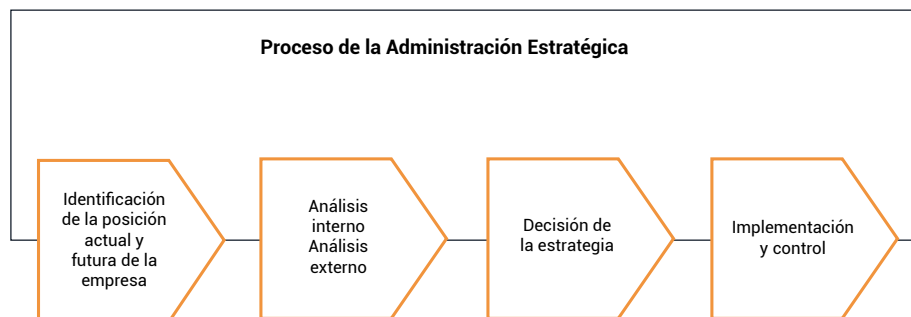 Proceso de la Administración Estratégica
Identificación
de la posición
actual y
futura de la
empresa
Análisis
interno
Análisis
externo
Decisión de
la estrategia
Implementación
y control